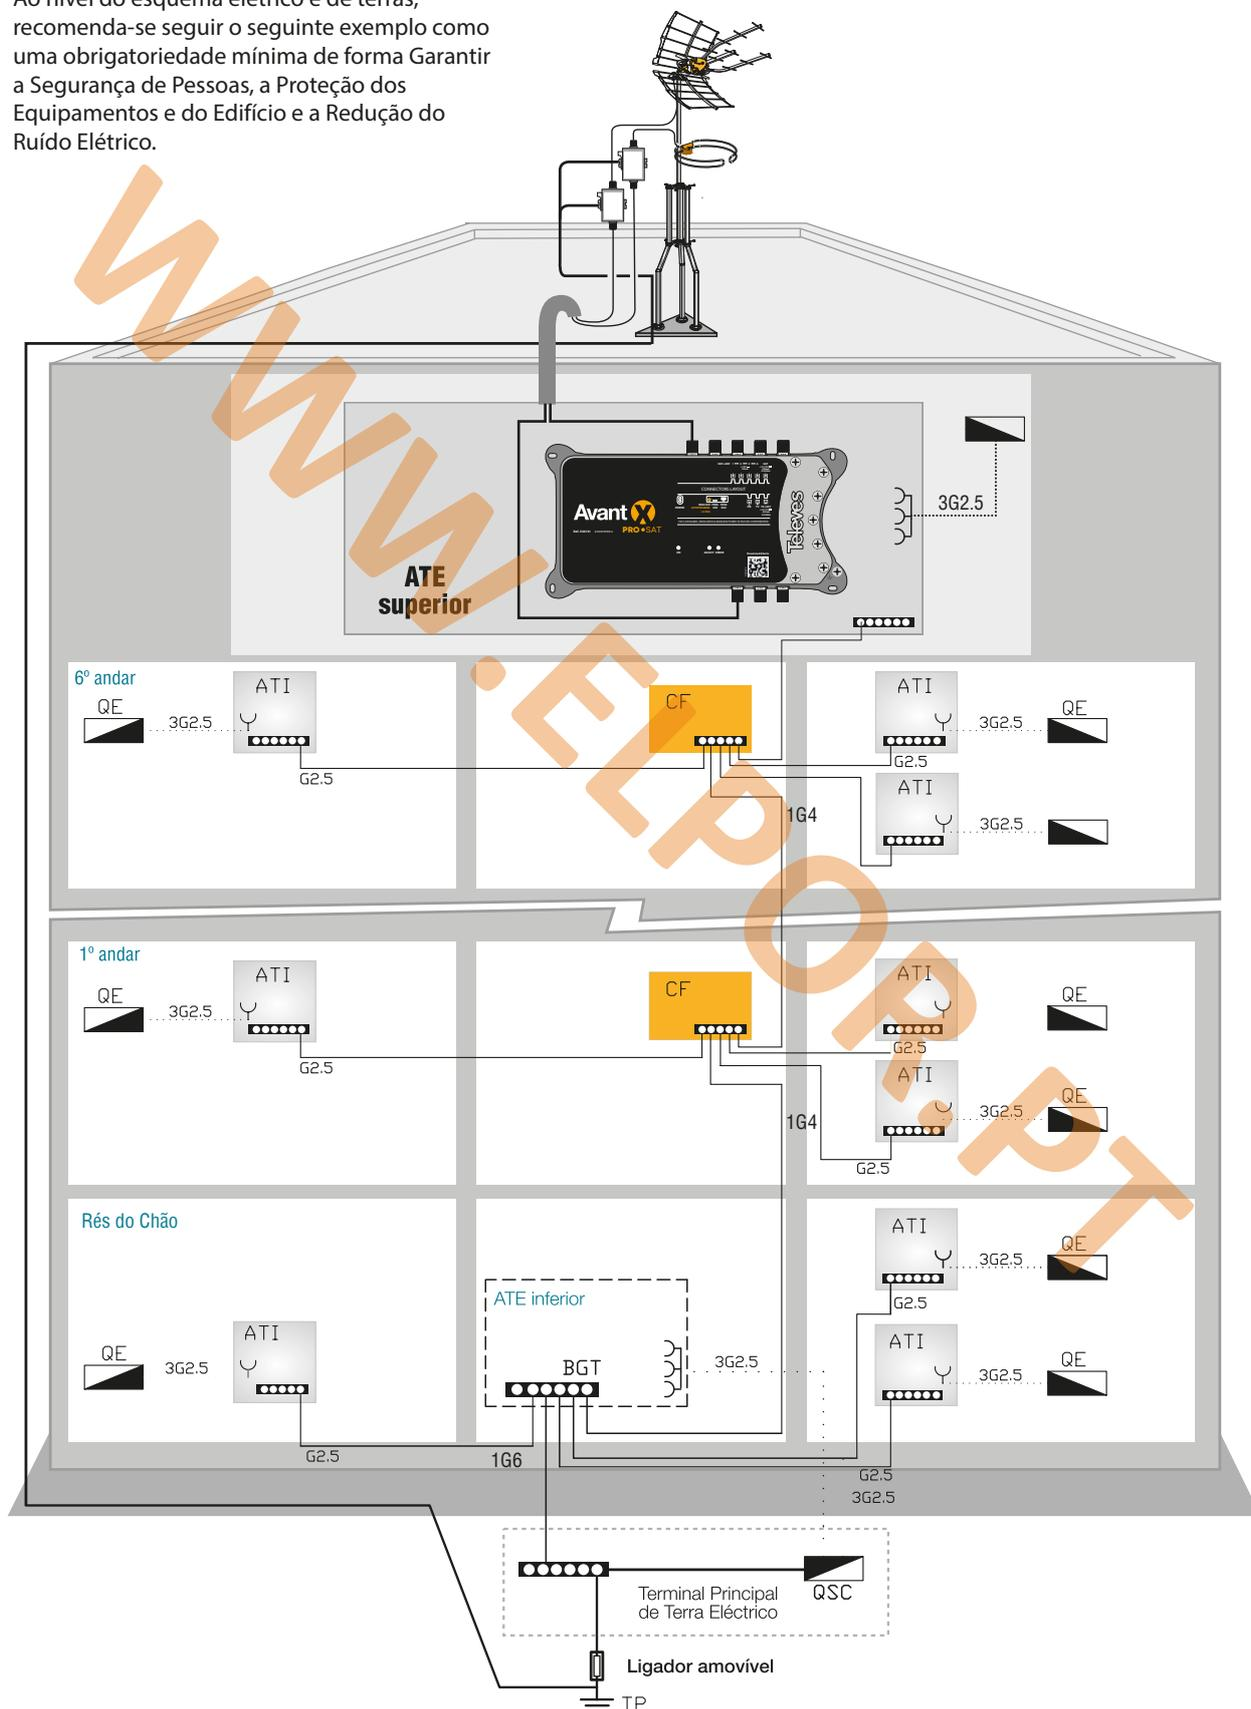 Ao nível do esquema elétrico e de terras,
recomenda-se seguir o seguinte exemplo como
uma obrigatoriedade mínima de forma Garantir
a Segurança de Pessoas, a Proteção dos
Equipamentos e do Edifício e a Redução do
Ruído Elétrico.
WWW.ELPOR.PT
3G2.5
Avant X
PRO•SAT
CONNECTORS LAYOUT
Televes
ATE
superior
6º andar
QE
3G2.5
ATI
G2.5
CF
ATI
3G2.5
QE
G2.5
ATI
3G2.5
1G4
1º andar
QE
3G2.5
ATI
G2.5
CF
ATI
QE
G2.5
ATI
3G2.5
QE
1G4
G2.5
Rés do Chão
ATI
3G2.5
QE
G2.5
ATE inferior
BGT
3G2.5
QE
3G2.5
ATI
G2.5
1G6
ATI
3G2.5
QE
G2.5
3G2.5
Terminal Principal
de Terra Eléctrico
QSC
Ligador amovível
TP